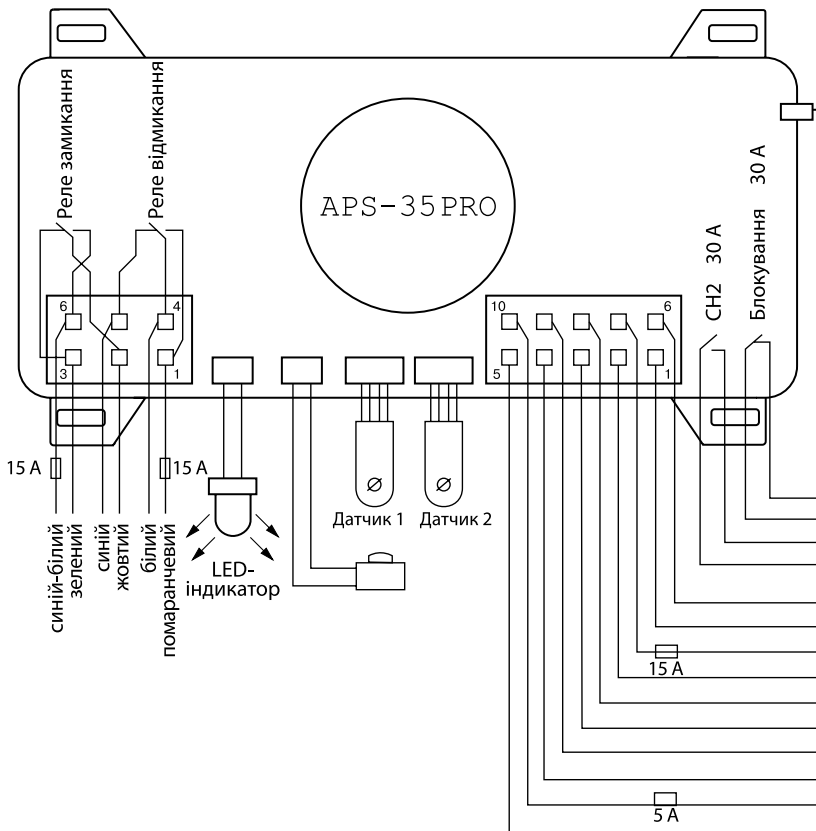 Реле замикання
Реле відмикання
APS-35PRO
СН2 30 А
Блокування 30 А
6
4
3
1
10
6
5
1
15 А
15 А
синій-білий
зелений
синій
жовтий
білий
помаранчевий
LED-
індикатор
Датчик 1
Датчик 2
15 А
5 А